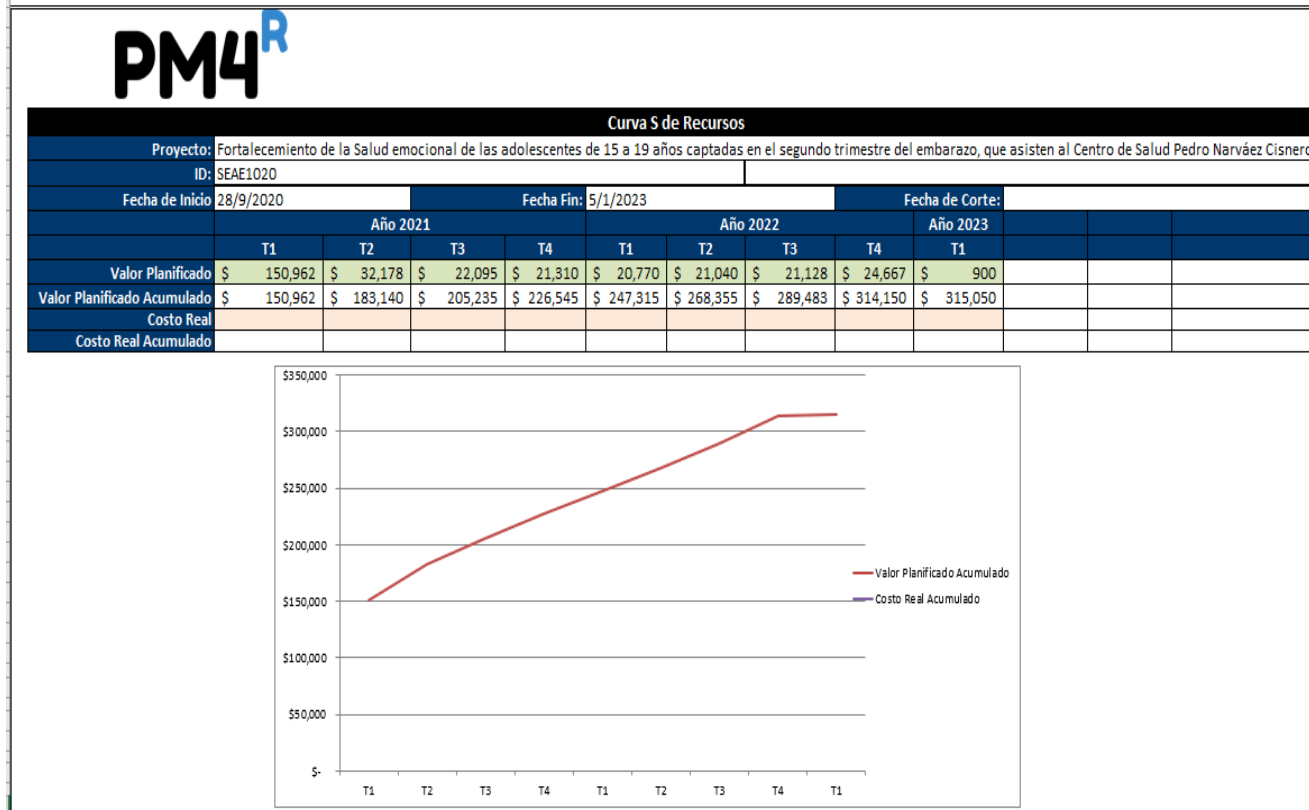 PM4R
Curva S de Recursos
Proyecto: Fortalecimiento de la Salud emocional de las adolescentes de 15 a 19 años captadas en el segundo trimestre del embarazo, que asisten al Centro de Salud Pedro Narváez Cisnero
ID: SEAE1020
Fecha de Inicio 28/9/2020 Fecha Fin: 5/1/2023 Fecha de Corte:
Año 2021 Año 2022 Año 2023
T1 T2 T3 T4 T1 T2 T3 T4 T1
Valor Planificado $ 150,962 $ 32,178 $ 22,095 $ 21,310 $ 20,770 $ 21,040 $ 21,128 $ 24,667 $ 900
Valor Planificado Acumulado $ 150,962 $ 183,140 $ 205,235 $ 226,545 $ 247,315 $ 268,355 $ 289,483 $ 314,150 $ 315,050
Costo Real
Costo Real Acumulado
$350,000
$300,000
$250,000
$200,000
$150,000
$100,000
$50,000
$-
T1 T2 T3 T4 T1 T2 T3 T4 T1
Valor Planificado Acumulado
Costo Real Acumulado